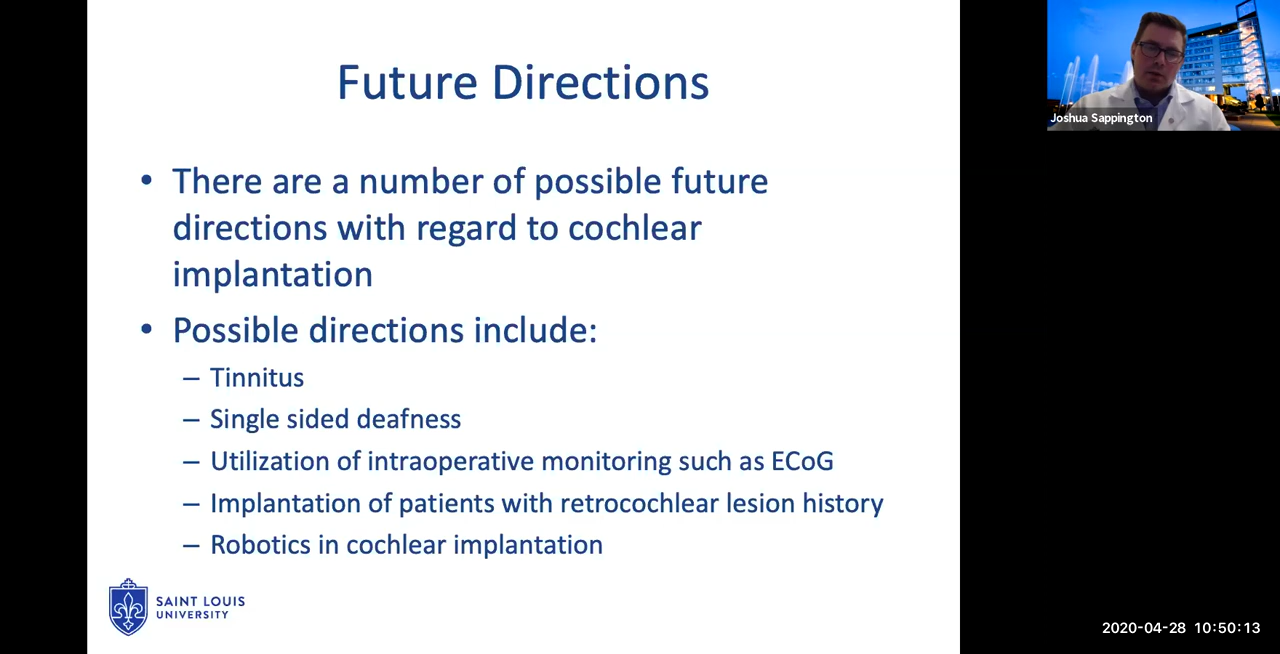 Future Directions
• There are a number of possible future
directions with regard to cochlear
implantation
• Possible directions include:
– Tinnitus
– Single sided deafness
– Utilization of intraoperative monitoring such as ECoG
– Implantation of patients with retrocochlear lesion history
– Robotics in cochlear implantation
SAINT LOUIS
UNIVERSITY
Joshua Sappington
2020-04-28 10:50:13